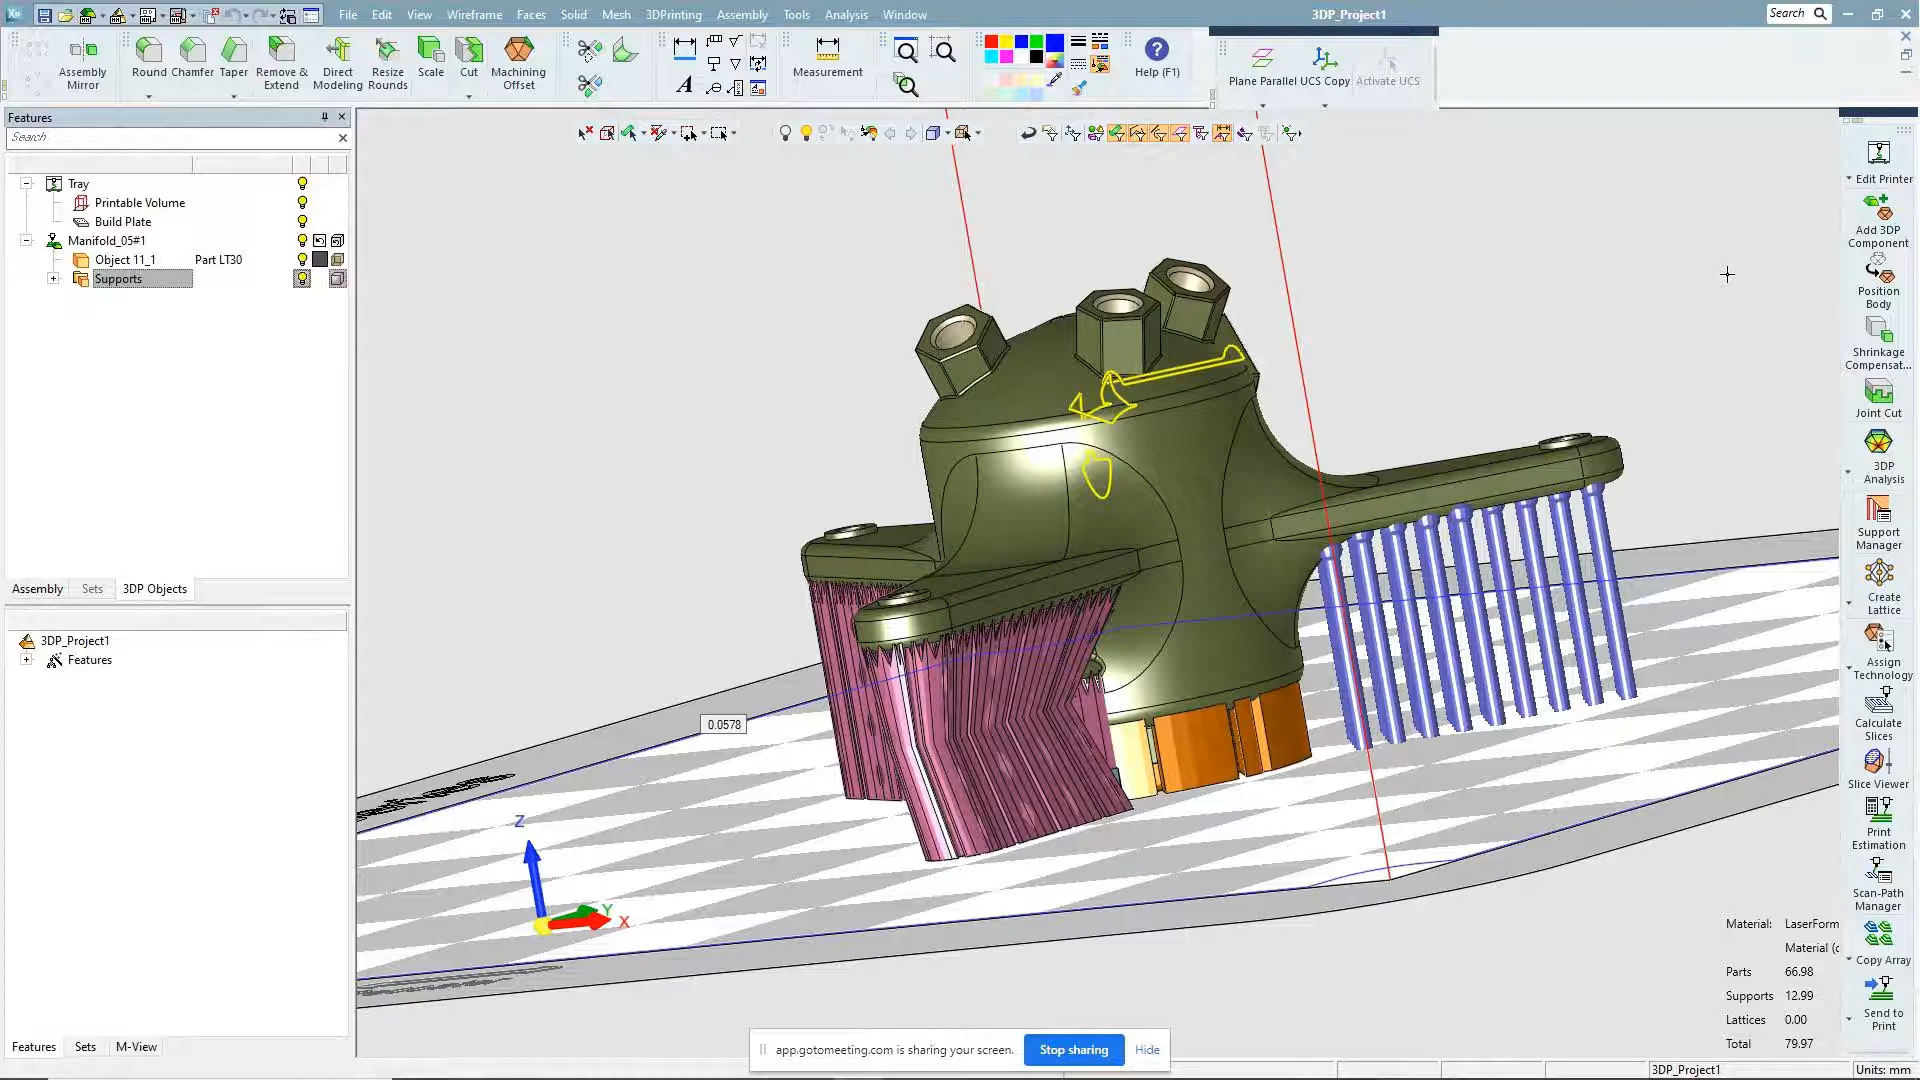 File Edit View Wireframe Faces Solid Mesh 3DPrinting Assembly Tools Analysis Window
3DP_Project1
Search
Assembly
Mirror
Round
Chamfer
Taper
Remove &
Extend
Direct
Modeling
Resize
Rounds
Scale
Cut
Machining
Offset
A
Measurement
Help (F1)
Plane Parallel
UCS Copy
Activate UCS
Features
Search
Tray
Printable Volume
Build Plate
Manifold_05#1
Object 11_1 Part LT30
Supports
Assembly Sets 3DP Objects
3DP_Project1
Features
Features Sets M-View
0.0578
Z
Y
X
Edit Printer
Add 3DP
Component
Position
Body
Shrinkage
Compensat...
Joint Cut
3DP
Analysis
Support
Manager
Create
Lattice
Assign
Technology
Calculate
Slices
Slice Viewer
Print
Estimation
Scan-Path
Manager
Copy Array
Send to
Print
Material: LaserForm
Material (c
Parts 66.98
Supports 12.99
Lattices 0.00
Total 79.97
app.gotomeeting.com is sharing your screen. Stop sharing Hide
3DP_Project1
Units: mm